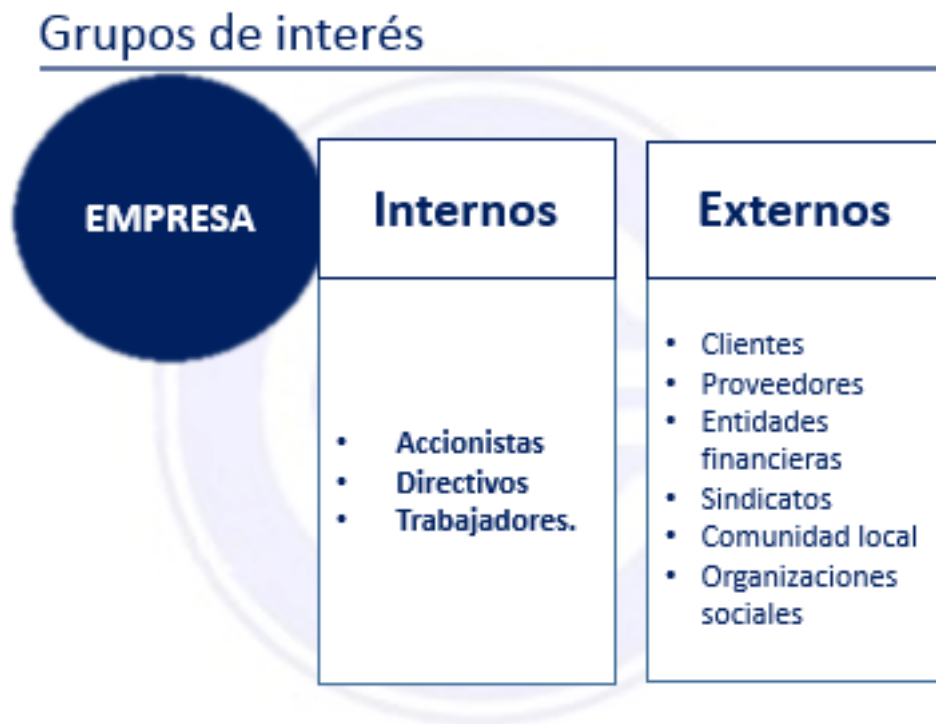 Grupos de interés
EMPRESA
Internos
• Accionistas
• Directivos
• Trabajadores.
Externos
• Clientes
• Proveedores
• Entidades
financieras
• Sindicatos
• Comunidad local
• Organizaciones
sociales